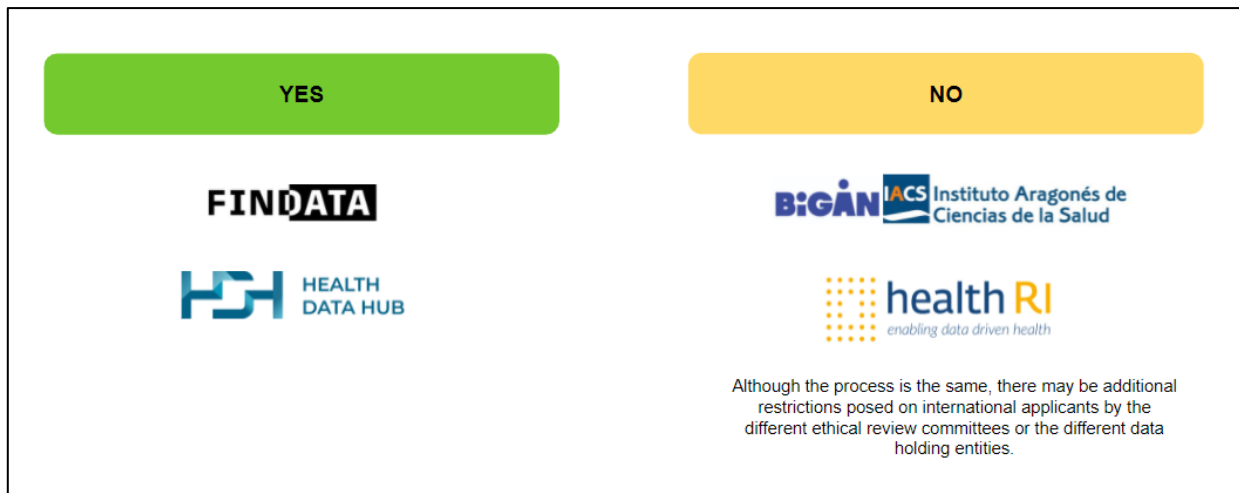 YES
FINDATA
HEALTH
DATA HUB
NO
BiGÅN IACS Instituto Aragonés de
Ciencias de la Salud
health RI
enabling data driven health
Although the process is the same, there may be additional
restrictions posed on international applicants by the
different ethical review committees or the different data
holding entities.